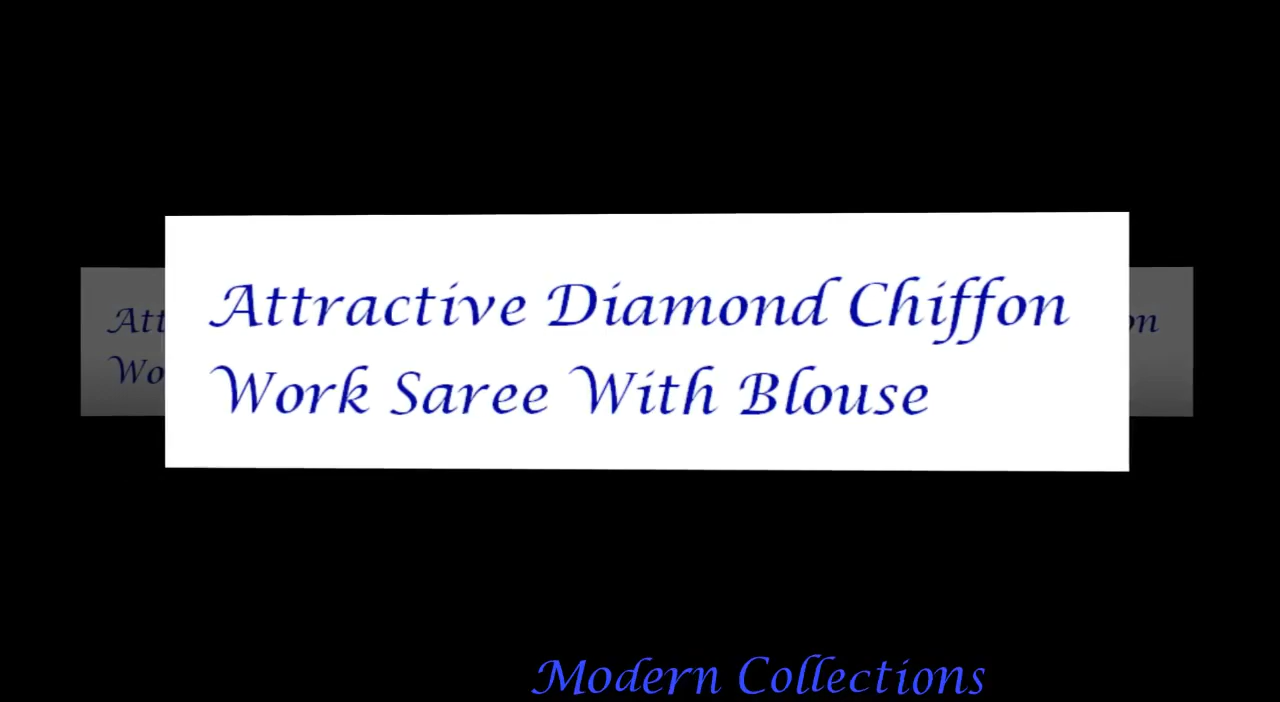 Attractive Diamond Chiffon
Work Saree With Blouse
Modern Collections